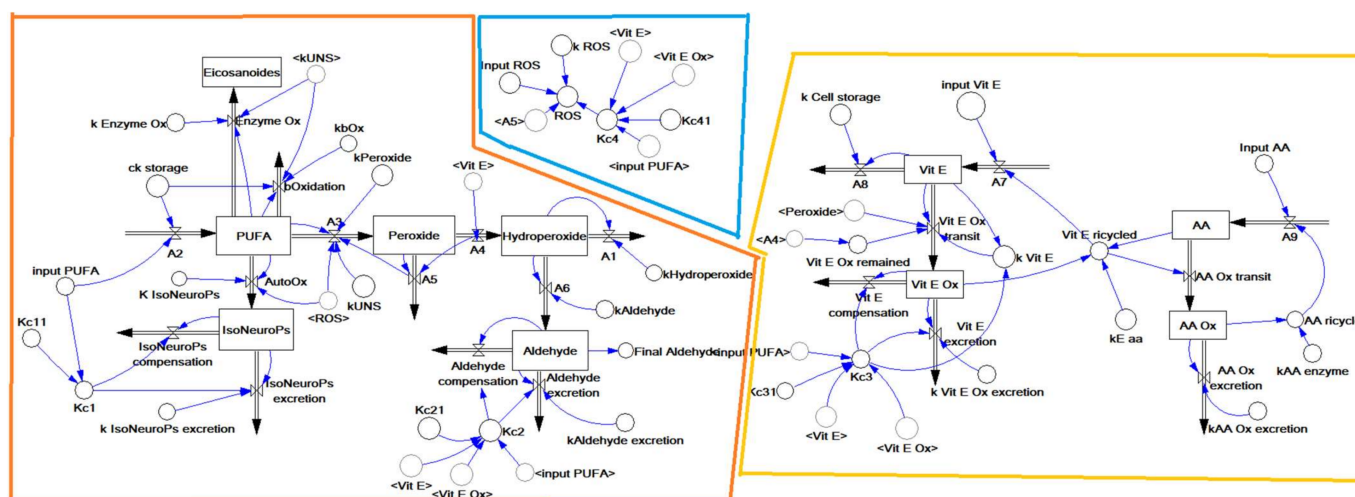 <kUNS>
Eicosanoides
k Enzyme Ox
Enzyme Ox
kbOx
kPeroxide
ck storage
bOxidation
<Vit E>
A3
PUFA
Peroxide
Hydroperoxide
A2
A4
A1
input PUFA
AutoOx
A5
kHydroperoxide
K IsoNeuroPs
A6
<ROS>
kUNS
kAldehyde
Kc11
IsoNeuroPs
IsoNeuroPs
compensation
Aldehyde
Final Aldehyde
Aldehyde
compensation
Aldehyde
excretion
Kc1
IsoNeuroPs
excretion
k IsoNeuroPs excretion
Kc21
Kc2
kAldehyde excretion
<Vit E>
<Vit E Ox>
<input PUFA>
k ROS
<Vit E>
Input ROS
<Vit E Ox>
<A5>
ROS
Kc4
Kc41
<input PUFA>
k Cell storage
input Vit E
Input AA
Vit E
A8
A7
<Peroxide>
Vit E Ox
transit
AA
A9
<A4>
Vit E ricycled
Vit E Ox remained
k Vit E
AA Ox transit
Vit E Ox
Vit E
compensation
Vit E
excretion
kE aa
AA Ox
AA ricycle
<input PUFA>
Kc3
AA Ox
excretion
kAA enzyme
Kc31
k Vit E Ox excretion
<Vit E>
<Vit E Ox>
kAA Ox excretion